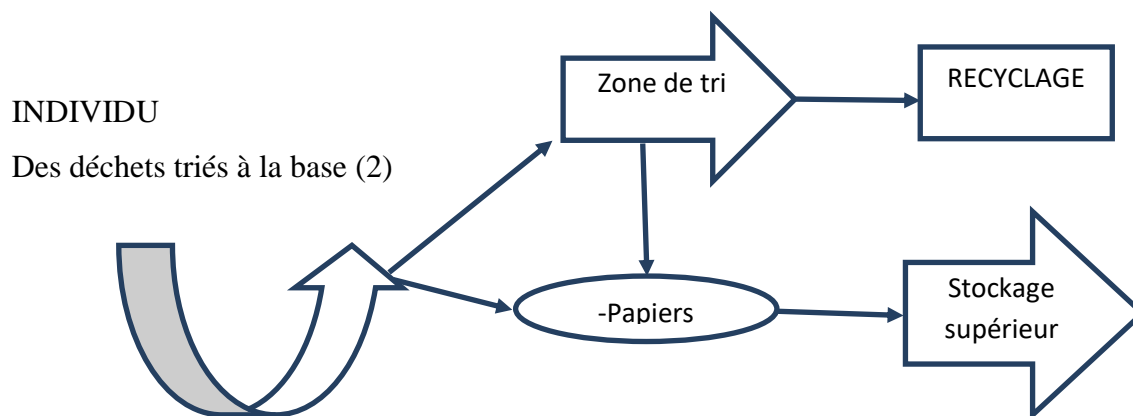 INDIVIDU
Des déchets triés à la base (2)
Zone de tri
RECYCLAGE
-Papiers
Stockage
supérieur